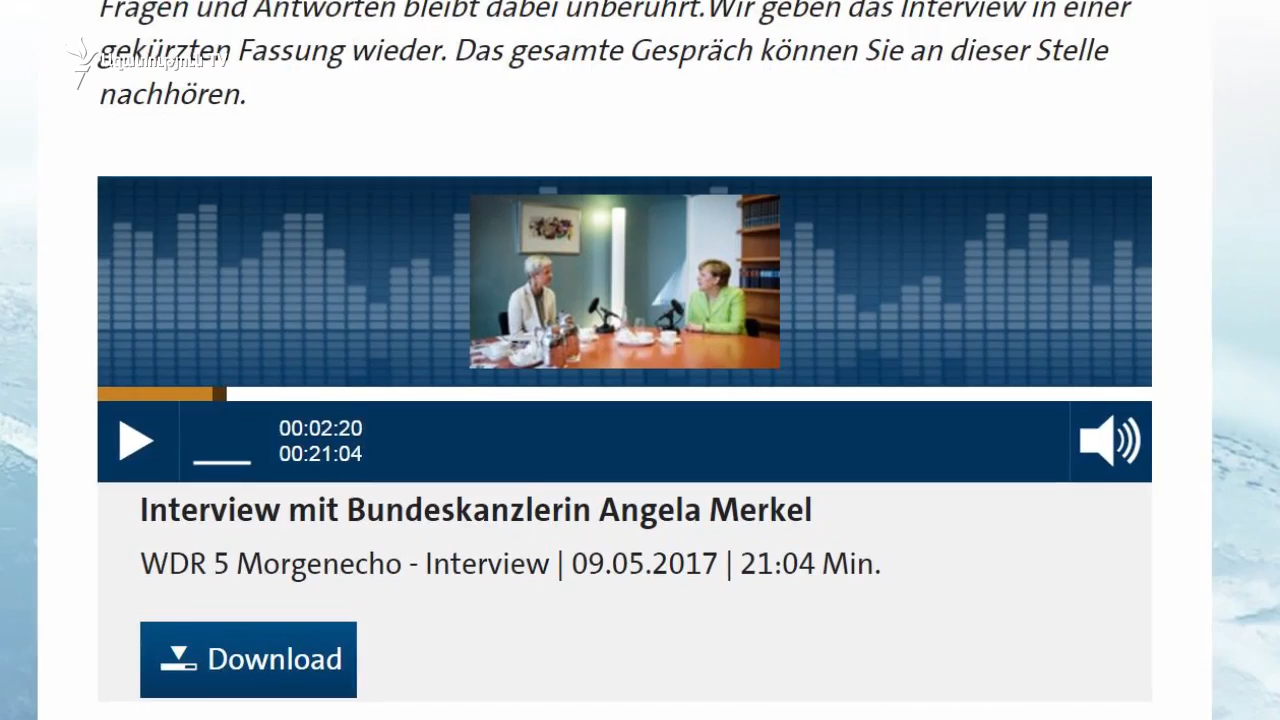 Fragen und Antworten bleibt dabei unberührt.Wir geben das Interview in einer
gekürzten Fassung wieder. Das gesamte Gespräch können Sie an dieser Stelle
nachhören.
Ազատություն TV
00:02:20
00:21:04
Interview mit Bundeskanzlerin Angela Merkel
WDR 5 Morgenecho - Interview | 09.05.2017 | 21:04 Min.
Download